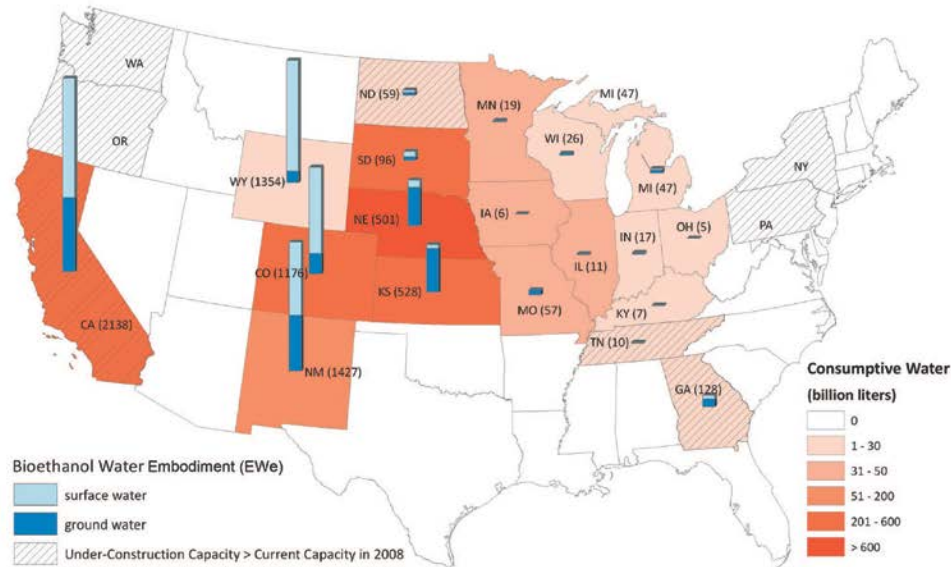 WA
OR
CA (2138)
WY (1354)
CO (1176)
NM (1427)
ND (59)
SD (96)
NE (501)
KS (528)
MN (19)
IA (6)
MO (57)
WI (26)
IL (11)
MI (47)
MI (47)
IN (17)
OH (5)
KY (7)
TN (10)
GA (128)
NY
PA
Bioethanol Water Embodiment (EWe)
surface water
ground water
Under-Construction Capacity > Current Capacity in 2008
Consumptive Water
(billion liters)
0
1 - 30
31 - 50
51 - 200
201 - 600
> 600